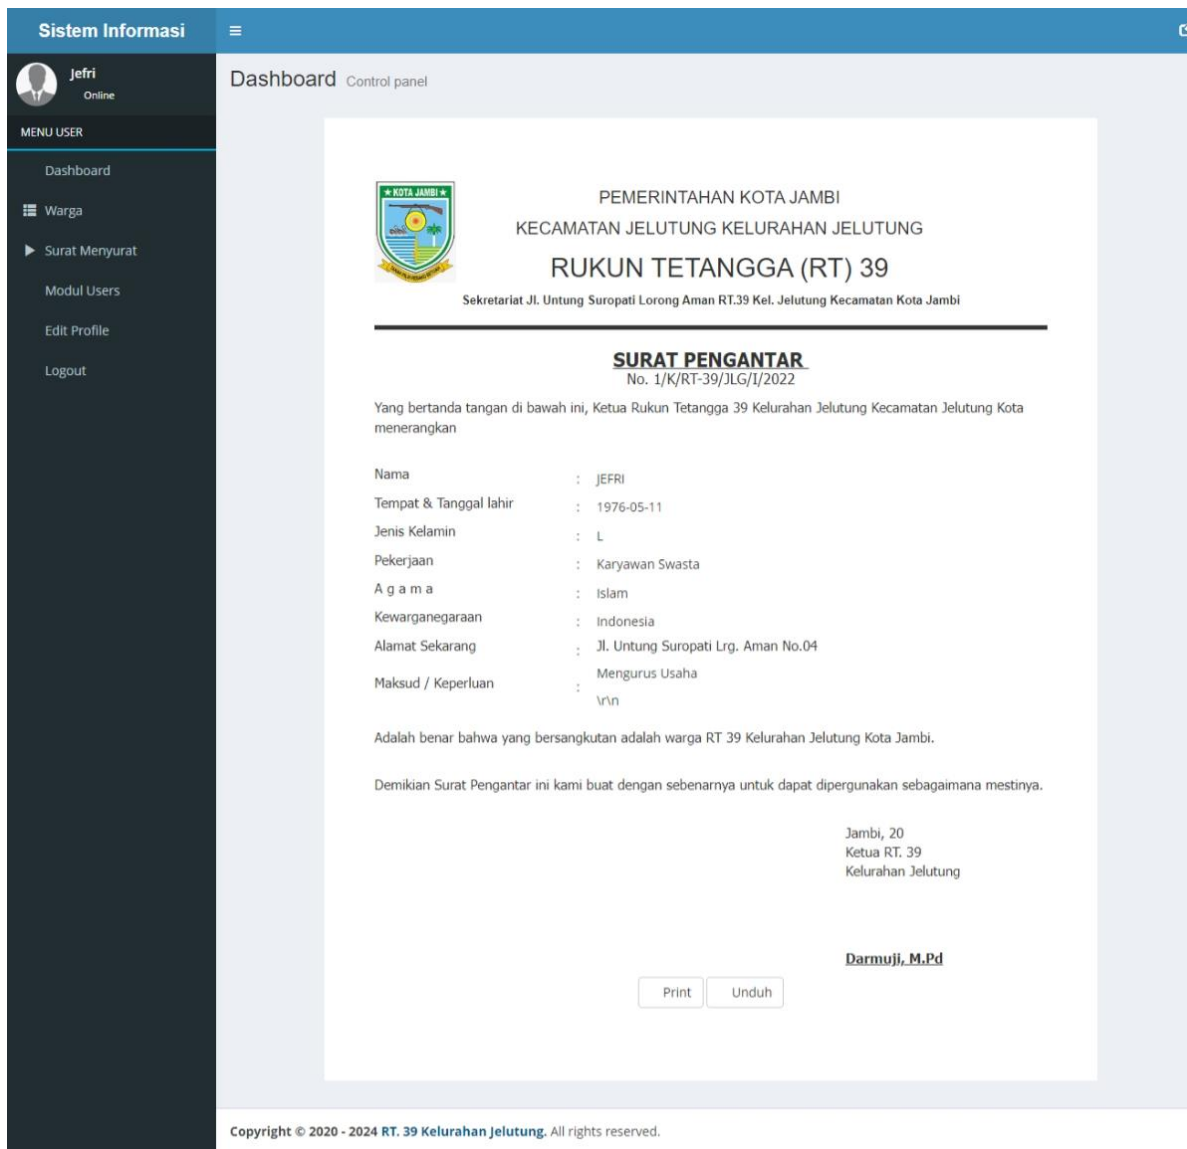 Sistem Informasi
Jefri
Online
MENU USER
Dashboard
Warga
Surat Menyurat
Modul Users
Edit Profile
Logout
Dashboard Control panel
★ KOTA JAMBI ★
PEMERINTAHAN KOTA JAMBI
KECAMATAN JELUTUNG KELURAHAN JELUTUNG
RUKUN TETANGGA (RT) 39
Sekretariat Jl. Untung Suropati Lorong Aman RT.39 Kel. Jelutung Kecamatan Kota Jambi
SURAT PENGANTAR
No. 1/K/RT-39/JLG/I/2022
Yang bertanda tangan di bawah ini, Ketua Rukun Tetangga 39 Kelurahan Jelutung Kecamatan Jelutung Kota
menerangkan
Nama : JEFRI
Tempat & Tanggal lahir : 1976-05-11
Jenis Kelamin : L
Pekerjaan : Karyawan Swasta
A g a m a : Islam
Kewarganegaraan : Indonesia
Alamat Sekarang : Jl. Untung Suropati Lrg. Aman No.04
Maksud / Keperluan : Mengurus Usaha
\r\n
Adalah benar bahwa yang bersangkutan adalah warga RT 39 Kelurahan Jelutung Kota Jambi.
Demikian Surat Pengantar ini kami buat dengan sebenarnya untuk dapat dipergunakan sebagaimana mestinya.
Jambi, 20
Ketua RT. 39
Kelurahan Jelutung
Darmuji, M.Pd
Print Unduh
Copyright © 2020 - 2024 RT. 39 Kelurahan Jelutung. All rights reserved.